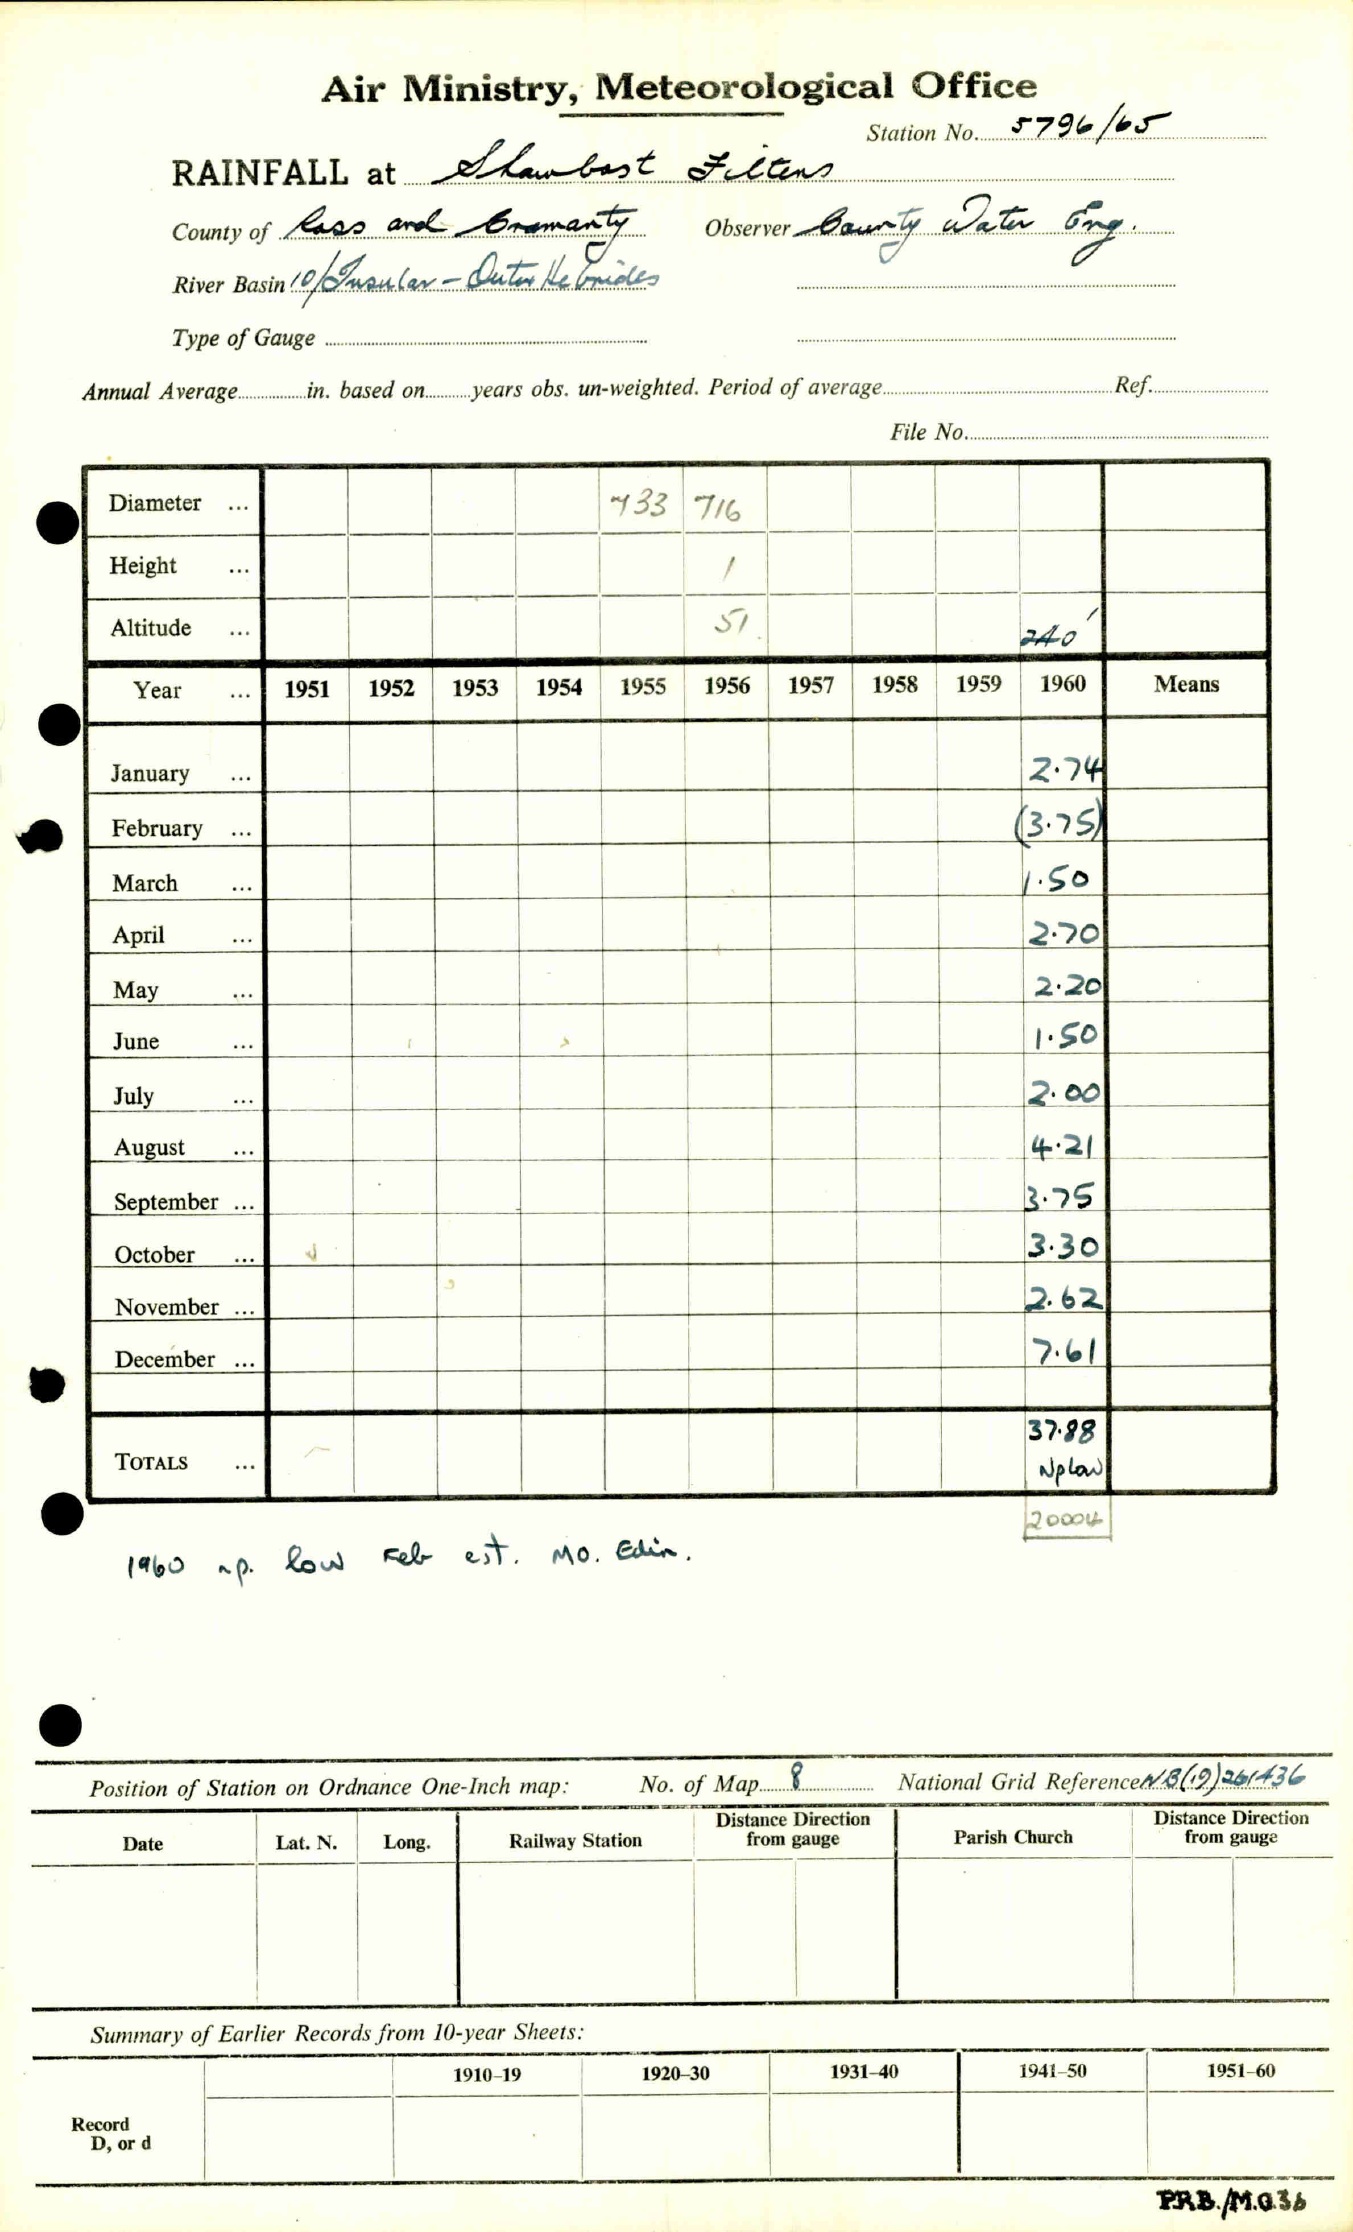 Air Ministry, Meteorological Office
Station No. 5796/65
RAINFALL at Shawbost Filters
County of Ross and Cromarty Observer County Water Eng.
River Basin 10/Insular - Outer Hebrides
Type of Gauge
Annual Average in. based on years obs. un-weighted. Period of average Ref.
File No.
Diameter ... 733 716
Height ... 1
Altitude ... 51 240'
Year ... 1951 1952 1953 1954 1955 1956 1957 1958 1959 1960 Means
January ... 2.74
February ... (3.75)
March ... 1.50
April ... 2.70
May ... 2.20
June ... 1.50
July ... 2.00
August ... 4.21
September ... 3.75
October ... 3.30
November ... 2.62
December ... 7.61
TOTALS ... 37.88
Np low
20004
1960 np. low Feb est. MO. Edin.
Position of Station on Ordnance One-Inch map: No. of Map 8 National Grid Reference NB(19)261436
Date Lat. N. Long. Railway Station Distance Direction from gauge Parish Church Distance Direction from gauge
Summary of Earlier Records from 10-year Sheets:
1910-19 1920-30 1931-40 1941-50 1951-60
Record
D, or d
PRB./M.O.36